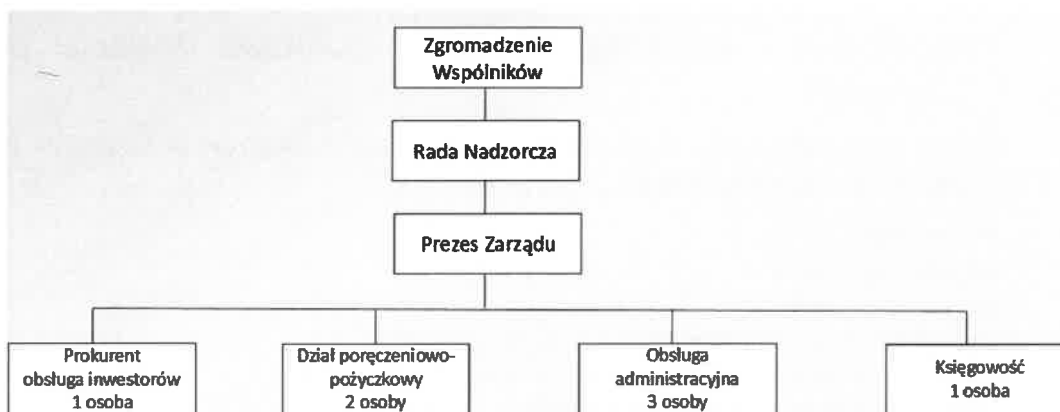 Zgromadzenie
Wspólników
Rada Nadzorcza
Prezes Zarządu
Prokurent
obsługa inwestorów
1 osoba
Dział poręczeniowo-
pożyczkowy
2 osoby
Obsługa
administracyjna
3 osoby
Księgowość
1 osoba